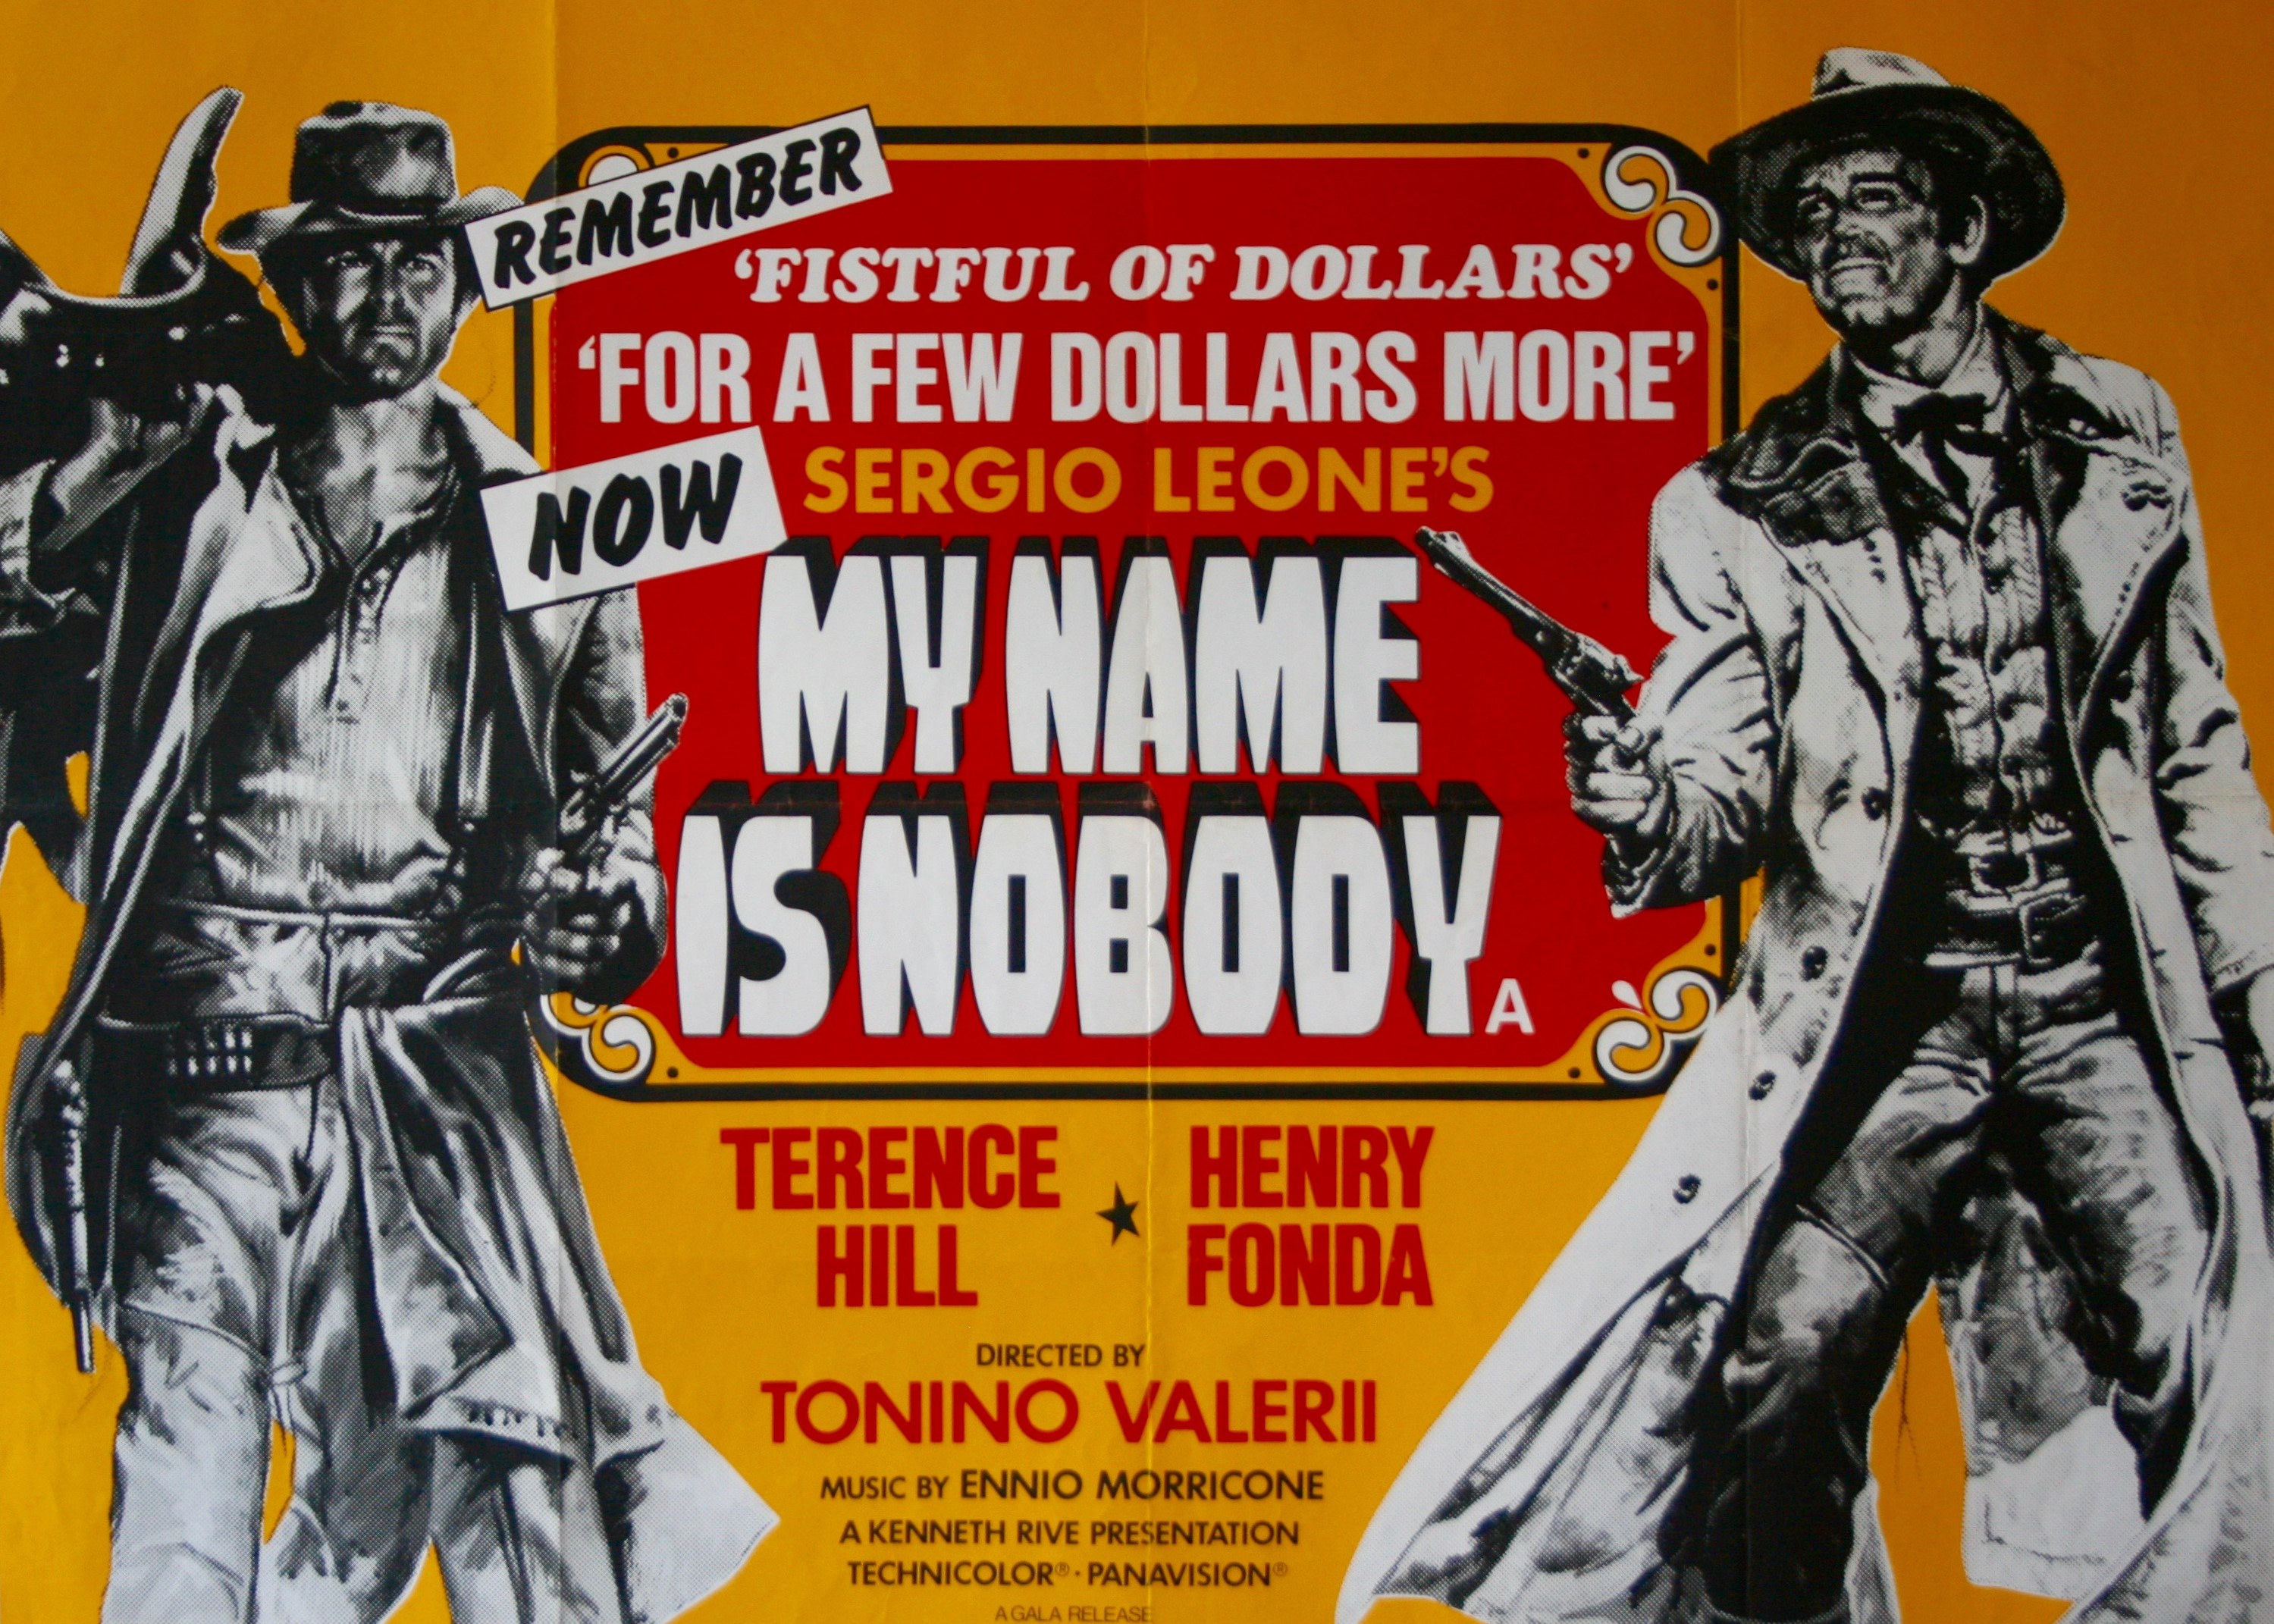 REMEMBER
‘FISTFUL OF DOLLARS’
‘FOR A FEW DOLLARS MORE’
NOW
SERGIO LEONE’S
MY NAME
IS NOBODY A
TERENCE HILL ★ HENRY FONDA
DIRECTED BY
TONINO VALERII
MUSIC BY ENNIO MORRICONE
A KENNETH RIVE PRESENTATION
TECHNICOLOR® · PANAVISION®
A GALA RELEASE